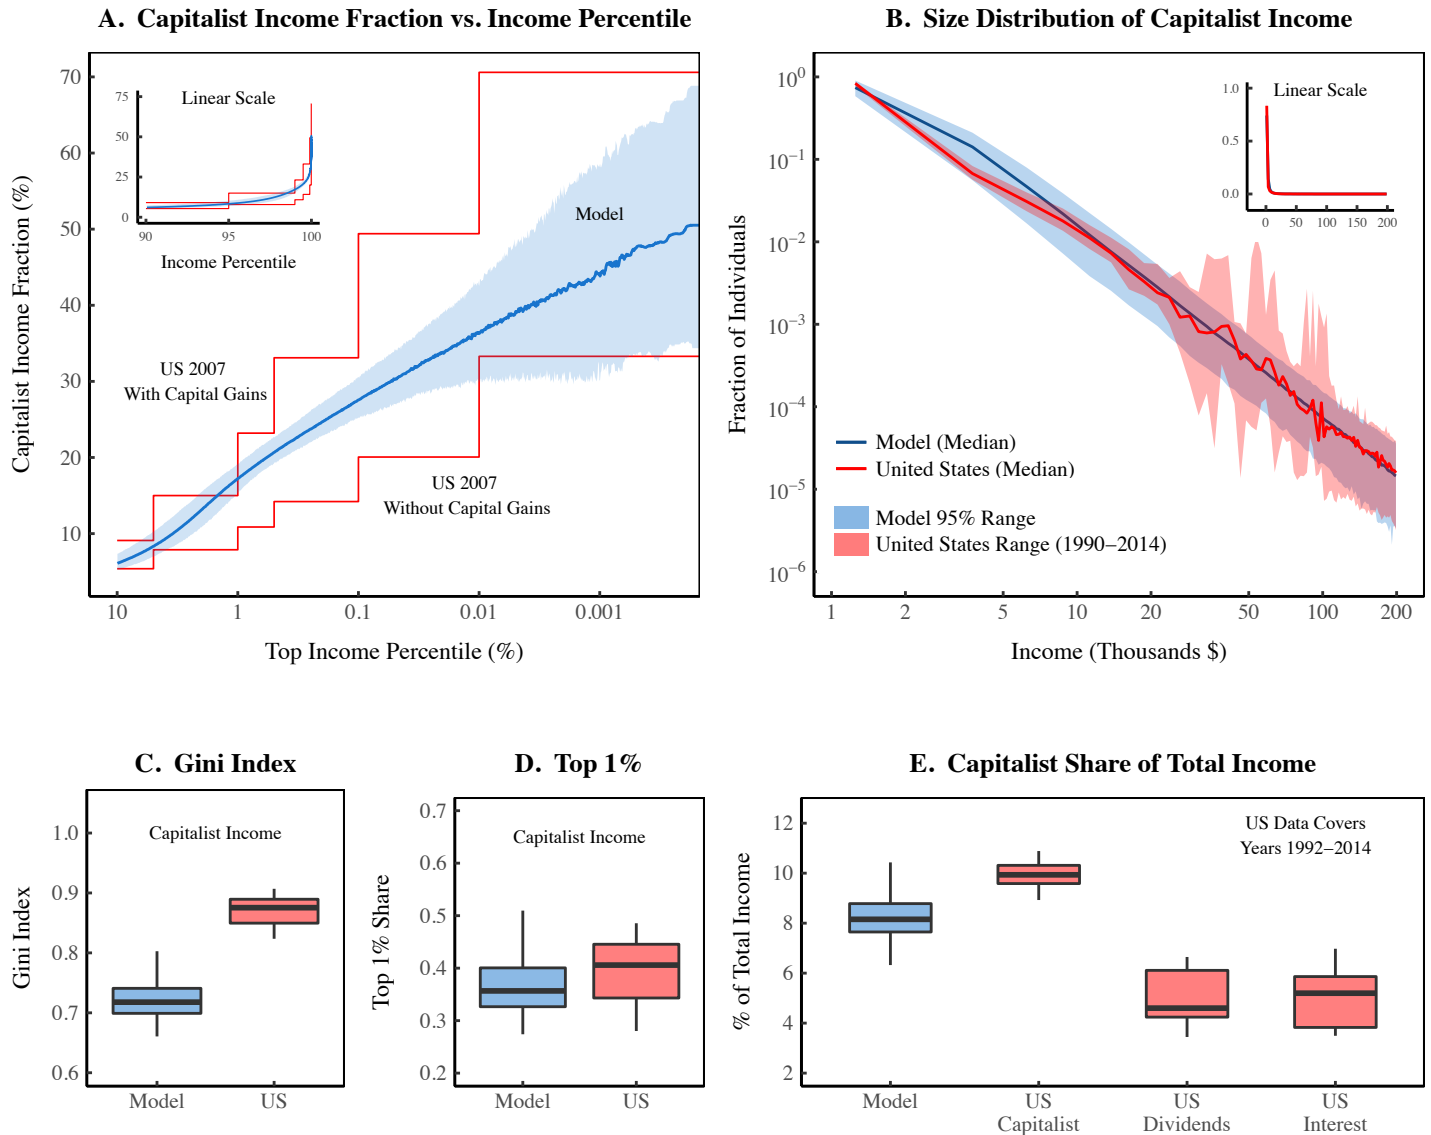 A. Capitalist Income Fraction vs. Income Percentile
Capitalist Income Fraction (%)
70
60
50
40
30
20
10
10
1
0.1
0.01
0.001
Top Income Percentile (%)
Linear Scale
75
50
25
0
90
95
100
Income Percentile
Model
US 2007
With Capital Gains
US 2007
Without Capital Gains
B. Size Distribution of Capitalist Income
Fraction of Individuals
10⁰
10⁻¹
10⁻²
10⁻³
10⁻⁴
10⁻⁵
10⁻⁶
1
2
5
10
20
50
100
200
Income (Thousands $)
Linear Scale
1.0
0.5
0.0
0
50
100
150
200
Model (Median)
United States (Median)
Model 95% Range
United States Range (1990−2014)
C. Gini Index
Gini Index
1.0
0.9
0.8
0.7
0.6
Capitalist Income
Model
US
D. Top 1%
Top 1% Share
0.7
0.6
0.5
0.4
0.3
0.2
Capitalist Income
Model
US
E. Capitalist Share of Total Income
% of Total Income
12
10
8
6
4
2
US Data Covers
Years 1992−2014
Model
US
Capitalist
US
Dividends
US
Interest